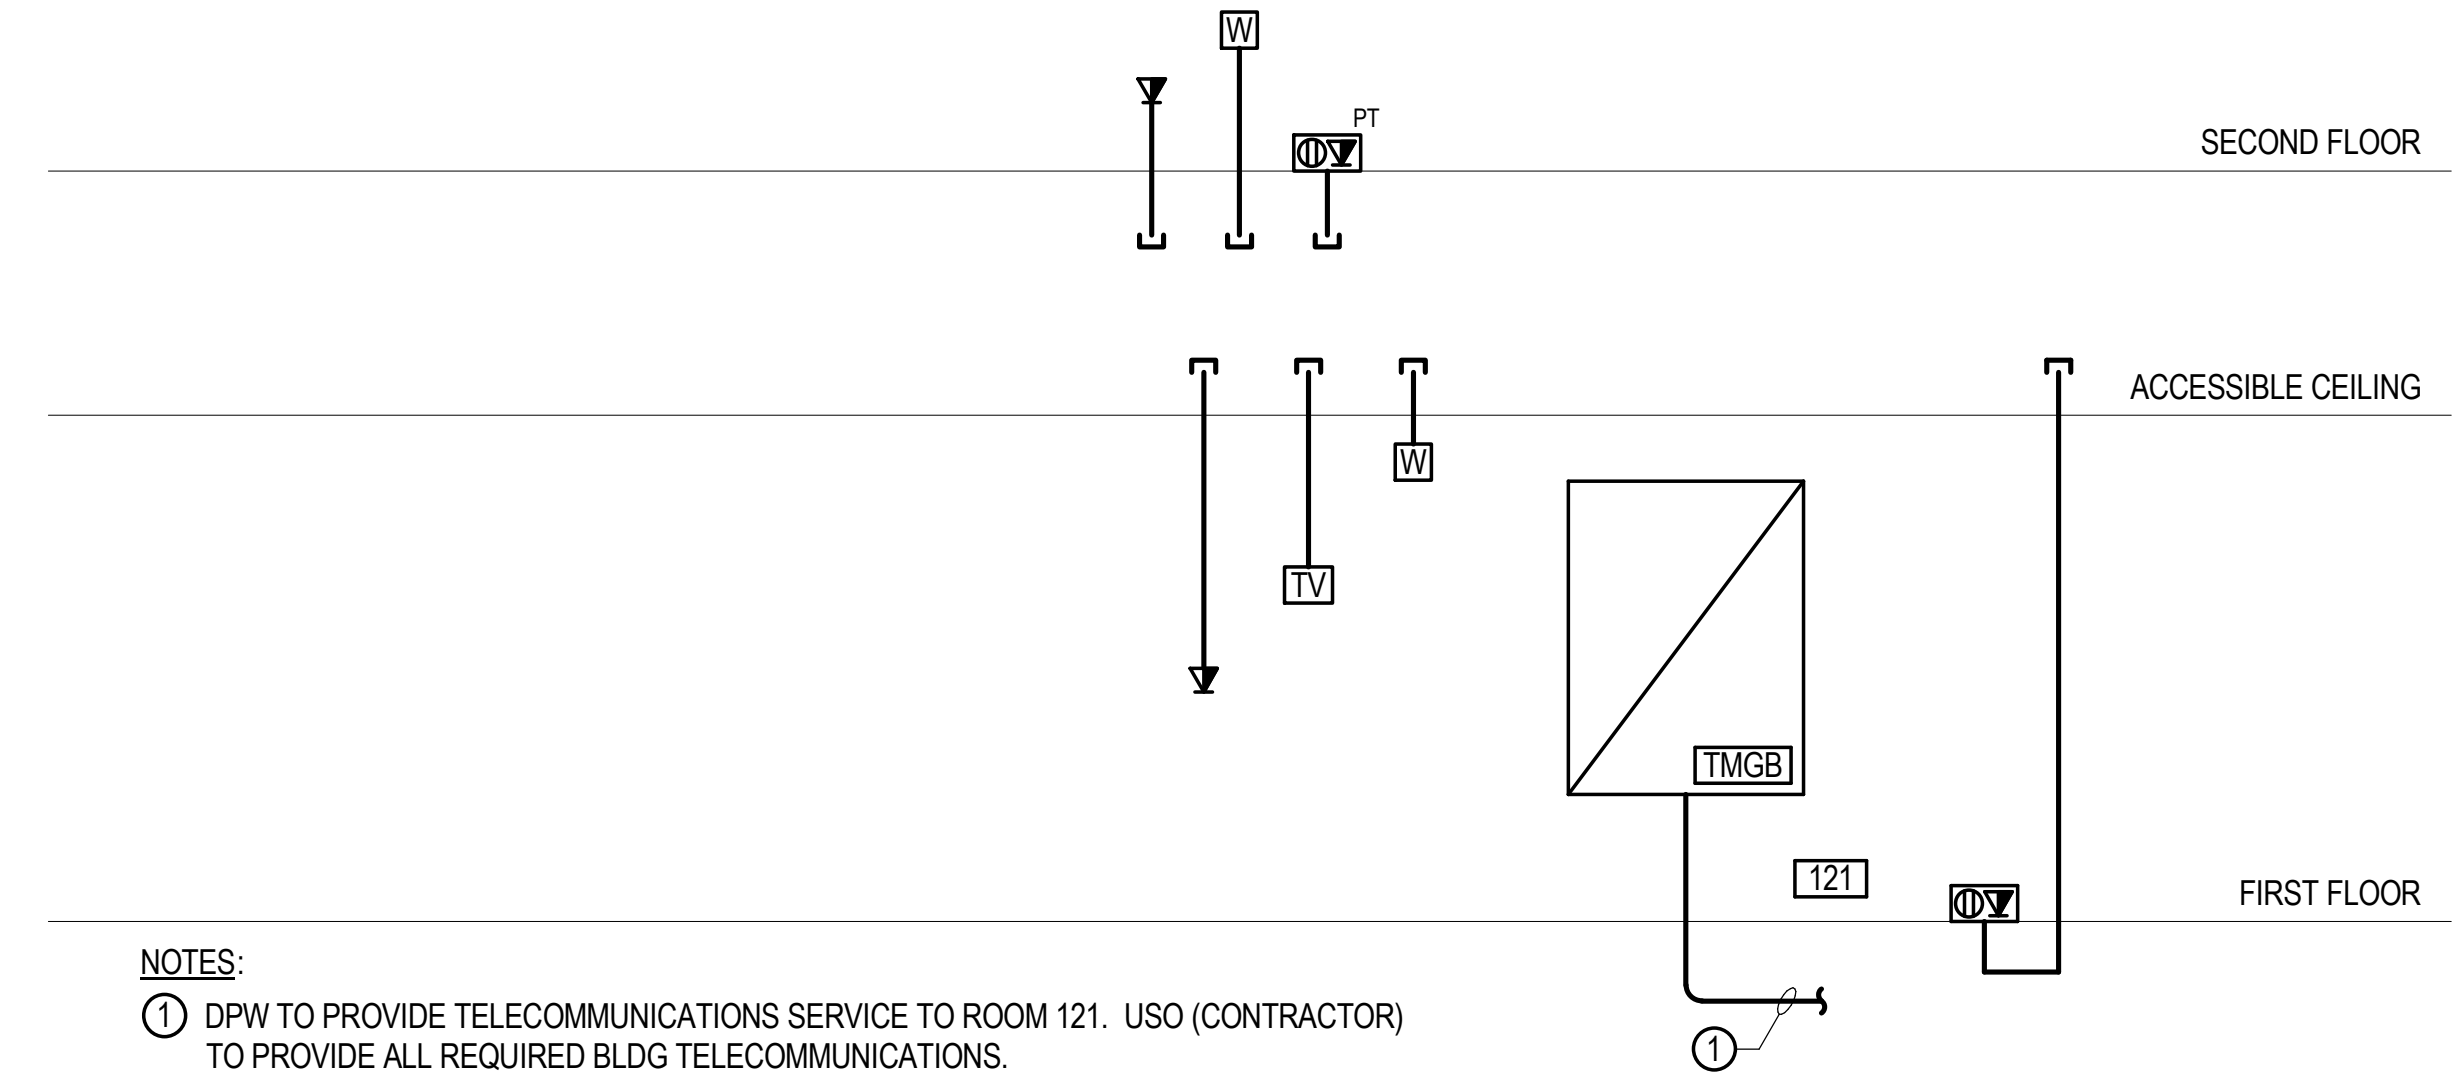 W
PT
SECOND FLOOR
ACCESSIBLE CEILING
W
TV
TMGB
121
FIRST FLOOR
NOTES:
1 DPW TO PROVIDE TELECOMMUNICATIONS SERVICE TO ROOM 121. USO (CONTRACTOR)
TO PROVIDE ALL REQUIRED BLDG TELECOMMUNICATIONS.
1